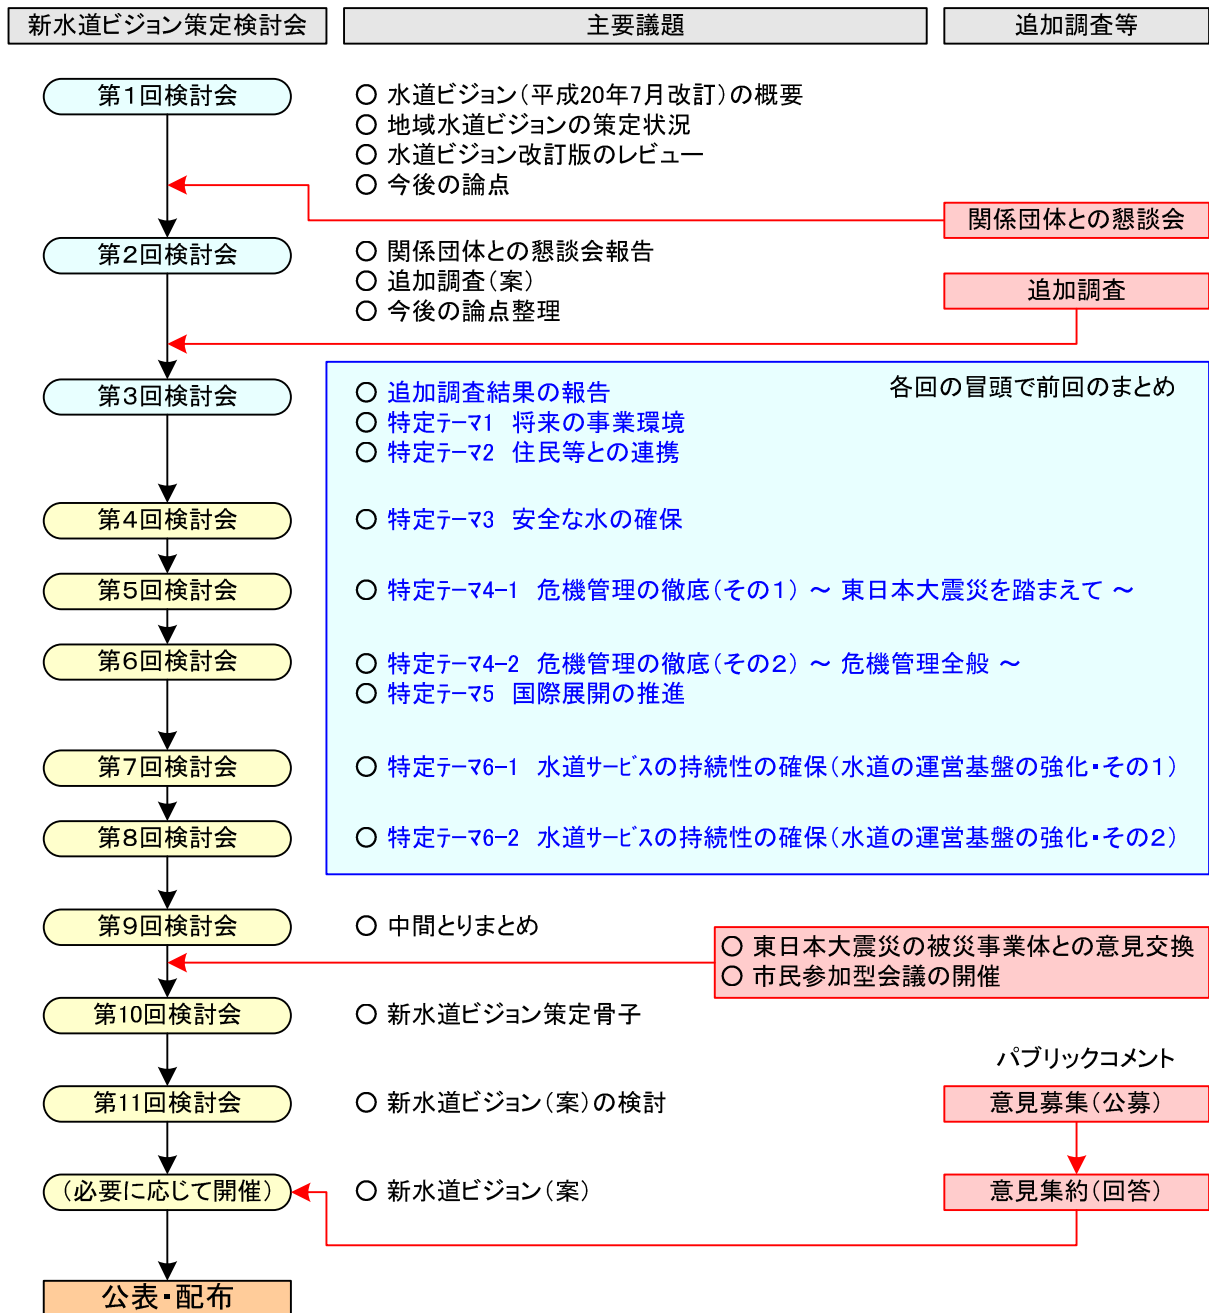 新水道ビジョン策定検討会
主要議題
追加調査等
第1回検討会
○ 水道ビジョン（平成20年7月改訂）の概要
○ 地域水道ビジョンの策定状況
○ 水道ビジョン改訂版のレビュー
○ 今後の論点
関係団体との懇談会
第2回検討会
○ 関係団体との懇談会報告
○ 追加調査（案）
○ 今後の論点整理
追加調査
第3回検討会
○ 追加調査結果の報告
各回の冒頭で前回のまとめ
○ 特定ﾃｰﾏ1 将来の事業環境
○ 特定ﾃｰﾏ2 住民等との連携
第4回検討会
○ 特定ﾃｰﾏ3 安全な水の確保
第5回検討会
○ 特定ﾃｰﾏ4-1 危機管理の徹底（その１） ～ 東日本大震災を踏まえて ～
第6回検討会
○ 特定ﾃｰﾏ4-2 危機管理の徹底（その２） ～ 危機管理全般 ～
○ 特定ﾃｰﾏ5 国際展開の推進
第7回検討会
○ 特定ﾃｰﾏ6-1 水道ｻｰﾋﾞｽの持続性の確保（水道の運営基盤の強化・その１）
第8回検討会
○ 特定ﾃｰﾏ6-2 水道ｻｰﾋﾞｽの持続性の確保（水道の運営基盤の強化・その２）
第9回検討会
○ 中間とりまとめ
○ 東日本大震災の被災事業体との意見交換
○ 市民参加型会議の開催
第10回検討会
○ 新水道ビジョン策定骨子
パブリックコメント
第11回検討会
○ 新水道ビジョン（案）の検討
意見募集（公募）
（必要に応じて開催）
○ 新水道ビジョン（案）
意見集約（回答）
公表・配布